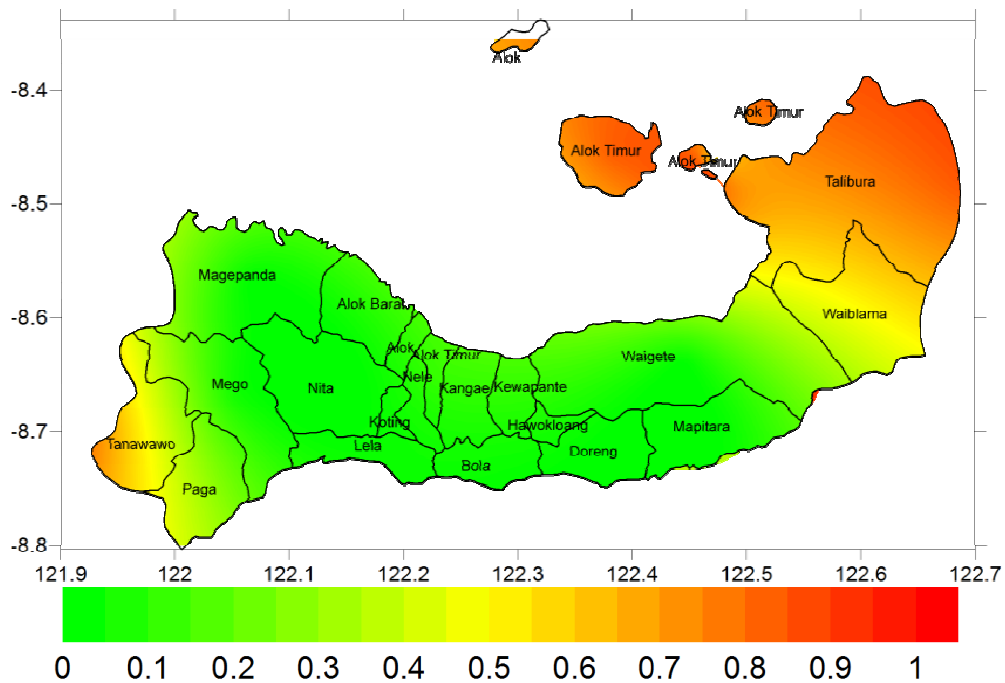 Alok
-8.4
Alok Timur
Alok Timur
Alok Timur
Talibura
-8.5
Magepanda
Alok Barat
-8.6
Waiblama
Alok
Alok Timur
Waigete
Nele
Mego
Nita
Kangae
Kewapante
Koting
Hawokloang
Mapitara
-8.7
Tanawawo
Lela
Doreng
Bola
Paga
-8.8
121.9 122 122.1 122.2 122.3 122.4 122.5 122.6 122.7
0 0.1 0.2 0.3 0.4 0.5 0.6 0.7 0.8 0.9 1